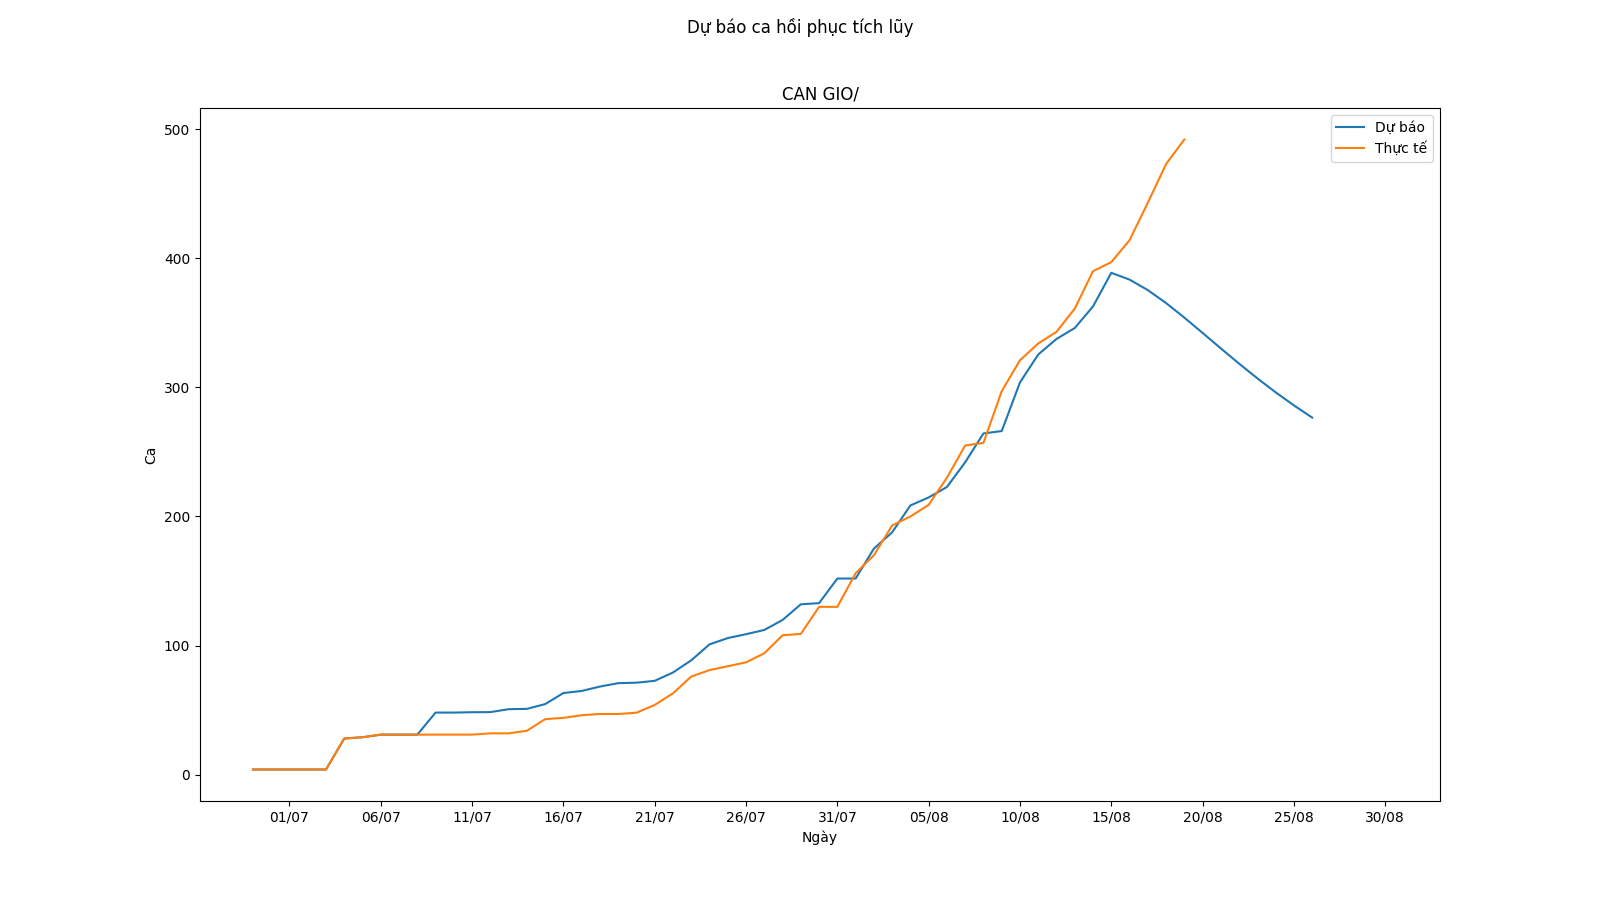 Dự báo ca hồi phục tích lũy
CAN GIO/
Dự báo
Thực tế
500
400
300
200
100
0
Ca
01/07 06/07 11/07 16/07 21/07 26/07 31/07 05/08 10/08 15/08 20/08 25/08 30/08
Ngày